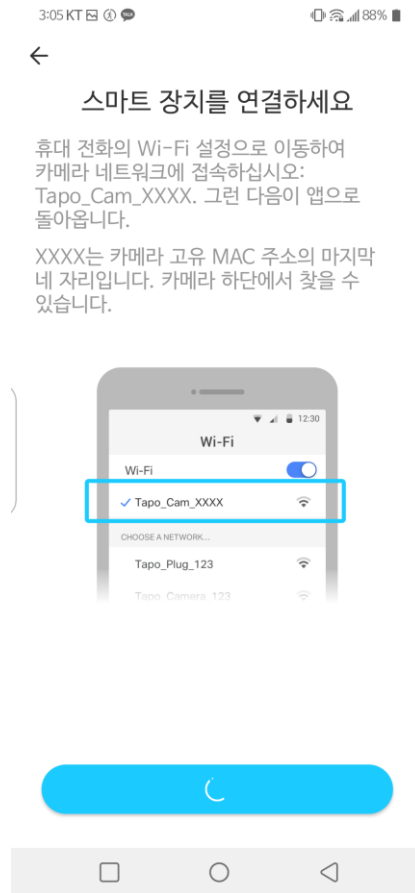 3:05 KT 88%
스마트 장치를 연결하세요
휴대 전화의 Wi-Fi 설정으로 이동하여
카메라 네트워크에 접속하십시오:
Tapo_Cam_XXXX. 그런 다음이 앱으로
돌아옵니다.
XXXX는 카메라 고유 MAC 주소의 마지막
네 자리입니다. 카메라 하단에서 찾을 수
있습니다.
12:30
Wi-Fi
Wi-Fi
Tapo_Cam_XXXX
CHOOSE A NETWORK...
Tapo_Plug_123
Tapo_Camera_123